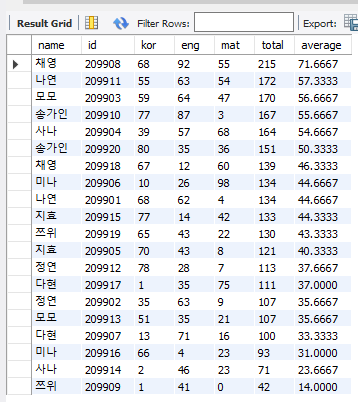 Result Grid Filter Rows: Export:
name id kor eng mat total average
채영 209908 68 92 55 215 71.6667
나연 209911 55 63 54 172 57.3333
모모 209903 59 64 47 170 56.6667
송가인 209910 77 87 3 167 55.6667
사나 209904 39 57 68 164 54.6667
송가인 209920 80 35 36 151 50.3333
채영 209918 67 12 60 139 46.3333
미나 209906 10 26 98 134 44.6667
나연 209901 68 62 4 134 44.6667
지효 209915 77 14 42 133 44.3333
쯔위 209919 65 43 22 130 43.3333
지효 209905 70 43 8 121 40.3333
정연 209912 78 28 7 113 37.6667
다현 209917 1 35 75 111 37.0000
정연 209902 35 63 9 107 35.6667
모모 209913 51 35 21 107 35.6667
다현 209907 13 71 16 100 33.3333
미나 209916 66 4 23 93 31.0000
사나 209914 2 46 23 71 23.6667
쯔위 209909 1 41 0 42 14.0000